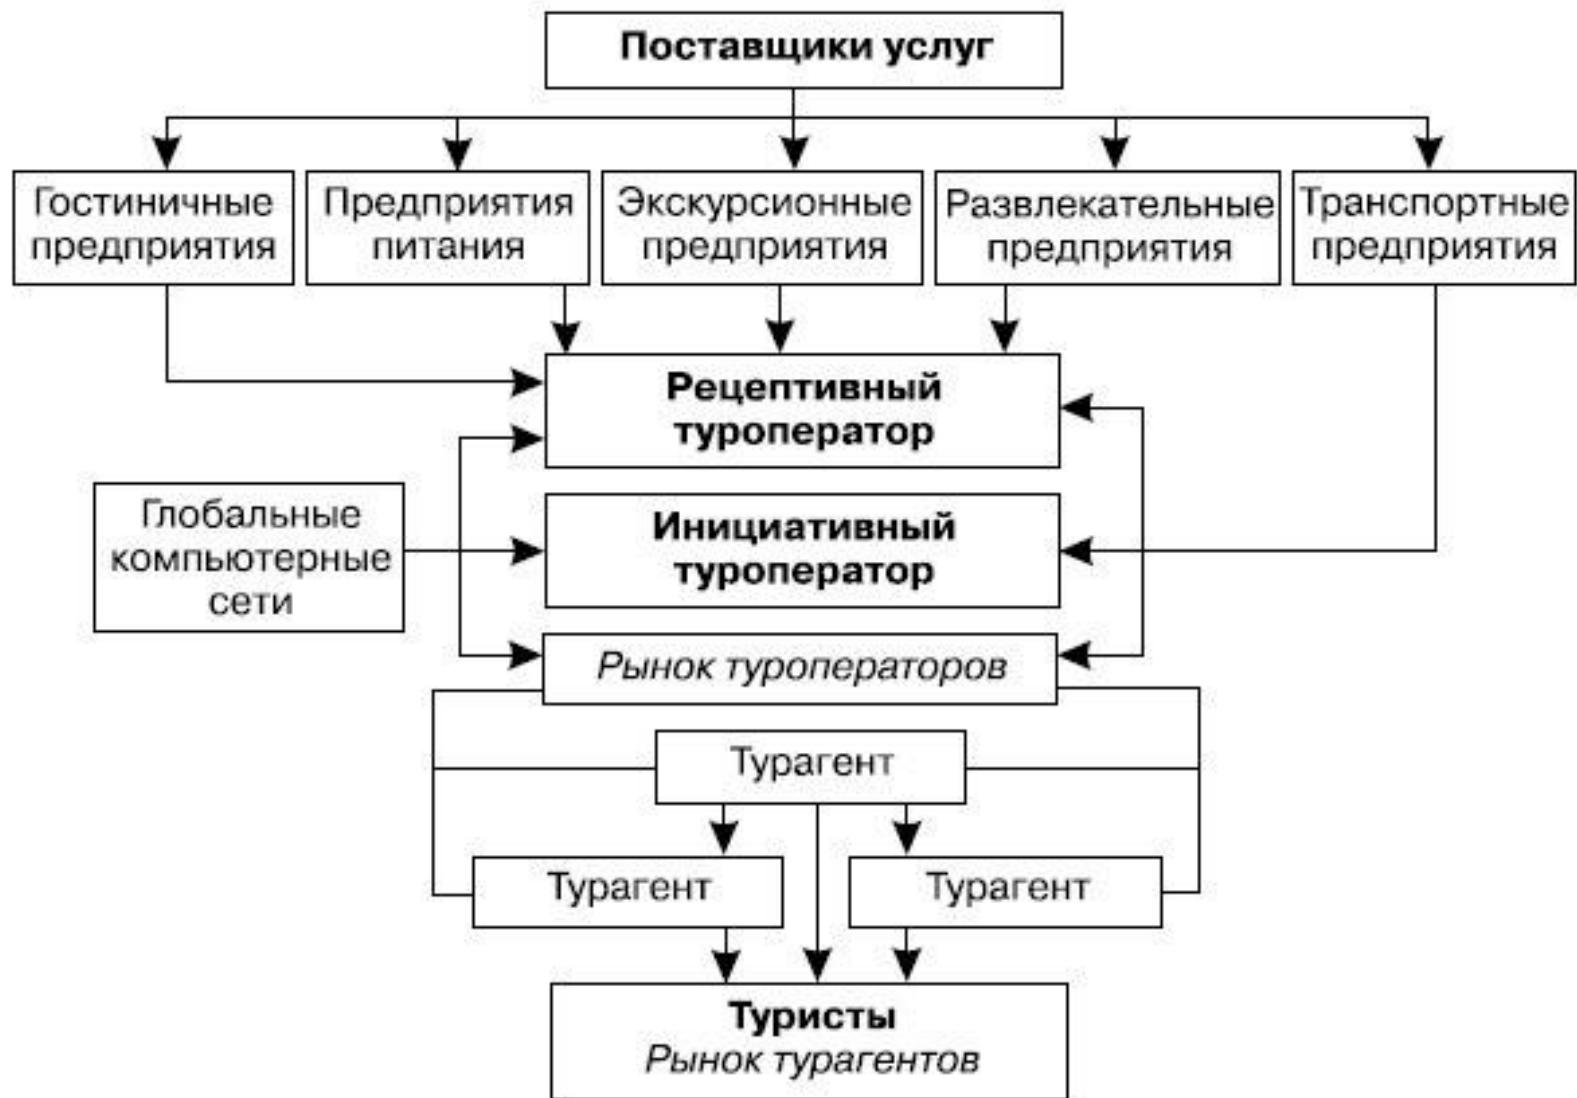 Поставщики услуг
Гостиничные
предприятия
Предприятия
питания
Экскурсионные
предприятия
Развлекательные
предприятия
Транспортные
предприятия
Рецептивный
туроператор
Глобальные
компьютерные
сети
Инициативный
туроператор
Рынок туроператоров
Турагент
Турагент
Турагент
Туристы
Рынок турагентов